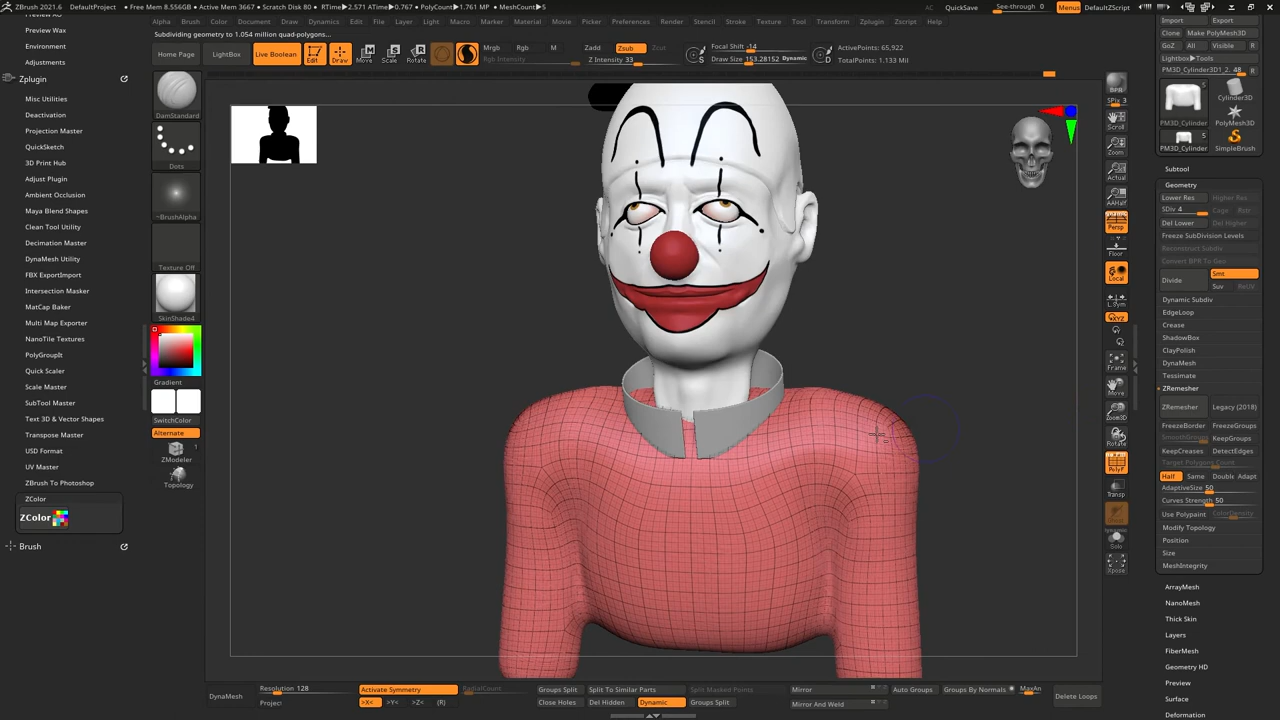 ZBrush 2021.6 DefaultProject • Free Mem 8.556GB • Active Mem 3667 • Scratch Disk 80 • RTime▶2.571 ATime▶0.767 • PolyCount▶1.761 MP • MeshCount▶5
AC QuickSave See-through 0 Menus DefaultZScript
Alpha Brush Color Document Draw Dynamics Edit File Layer Light Macro Marker Material Movie Picker Preferences Render Stencil Stroke Texture Tool Transform Zplugin Zscript Help
Subdividing geometry to 1.054 million quad-polygons...
Home Page LightBox Live Boolean Edit Draw Move Scale Rotate
Mrgb Rgb M
Rgb Intensity
Zadd Zsub Zcut
Z Intensity 33
Focal Shift -14
Draw Size 153.28152 Dynamic
ActivePoints: 65,922
TotalPoints: 1.133 Mil
Preview Wax
Environment
Adjustments
Zplugin
Misc Utilities
Deactivation
Projection Master
QuickSketch
3D Print Hub
Adjust Plugin
Ambient Occlusion
Maya Blend Shapes
Clean Tool Utility
Decimation Master
DynaMesh Utility
FBX ExportImport
Intersection Masker
MatCap Baker
Multi Map Exporter
NanoTile Textures
PolyGroupIt
Quick Scaler
Scale Master
SubTool Master
Text 3D & Vector Shapes
Transpose Master
USD Format
UV Master
ZBrush To Photoshop
ZColor
ZColor
Brush
DamStandard
Dots
~BrushAlpha
Texture Off
SkinShade4
Gradient
SwitchColor
Alternate
1
ZModeler
Topology
BPR
SPix 3
Scroll
Zoom
Actual
AAHalf
Persp
Floor
Local
L.Sym
XYZ
Frame
Move
Zoom3D
Rotate
PolyF
Transp
Dynamic
Solo
Xpose
Import Export
Clone Make PolyMesh3D
GoZ All Visible R
Lightbox▶Tools
PM3D_Cylinder3D1_2. 48 R
5
PM3D_Cylinder
Cylinder3D
PolyMesh3D
5
PM3D_Cylinder
SimpleBrush
Subtool
Geometry
Lower Res Higher Res
SDiv 4 Cage Rstr
Del Lower Del Higher
Freeze SubDivision Levels
Reconstruct Subdiv
Convert BPR To Geo
Divide Smt
Suv ReUV
Dynamic Subdiv
EdgeLoop
Crease
ShadowBox
ClayPolish
DynaMesh
Tessimate
ZRemesher
ZRemesher Legacy (2018)
FreezeBorder FreezeGroups
SmoothGroups KeepGroups
KeepCreases DetectEdges
Target Polygons Count
Half Same Double Adapt
AdaptiveSize 50
Curves Strength 50
Use Polypaint ColorDensity
Modify Topology
Position
Size
MeshIntegrity
ArrayMesh
NanoMesh
Thick Skin
Layers
FiberMesh
Geometry HD
Preview
Surface
Deformation
DynaMesh
Resolution 128
Project
Activate Symmetry RadialCount
>X< >Y< >Z< (R)
Groups Split Split To Similar Parts Split Masked Points
Close Holes Del Hidden Dynamic Groups Split
Mirror
Mirror And Weld
Auto Groups Groups By Normals MaxAn
Delete Loops